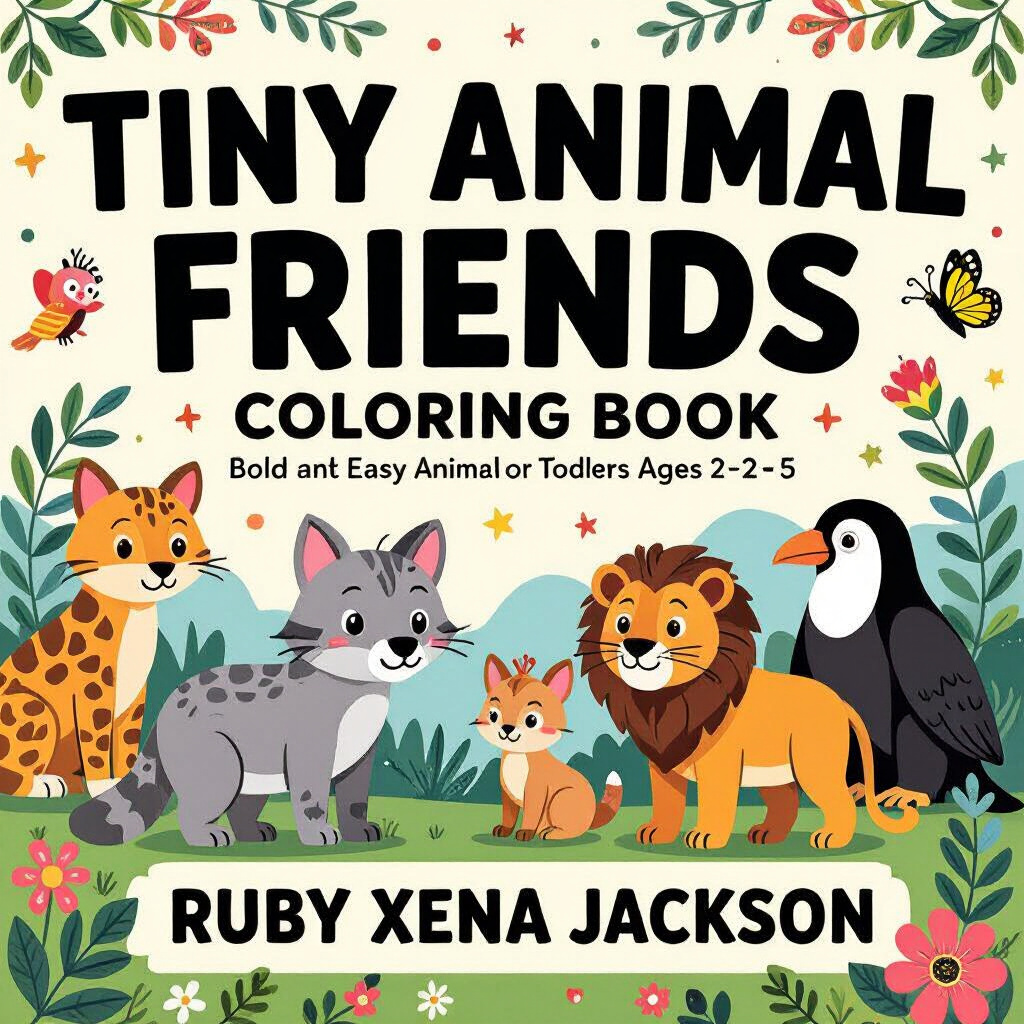 TINY ANIMAL
FRIENDS
COLORING BOOK
Bold ant Easy Animal or Todlers Ages 2-2-5
RUBY XENA JACKSON